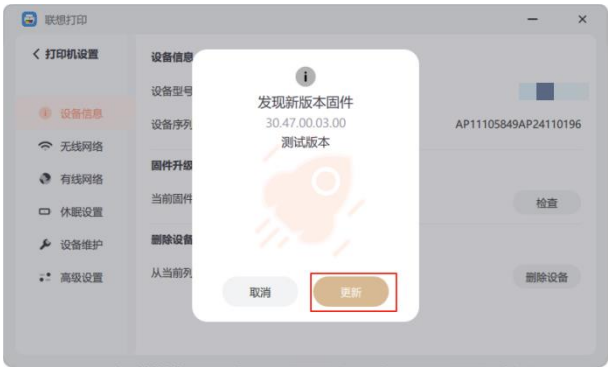 联想打印
打印机设置
设备信息
无线网络
有线网络
休眠设置
设备维护
高级设置
设备信息
设备型号
设备序列
AP11105849AP24110196
固件升级
当前固件
检查
删除设备
从当前列
删除设备
发现新版本固件
30.47.00.03.00
测试版本
取消
更新